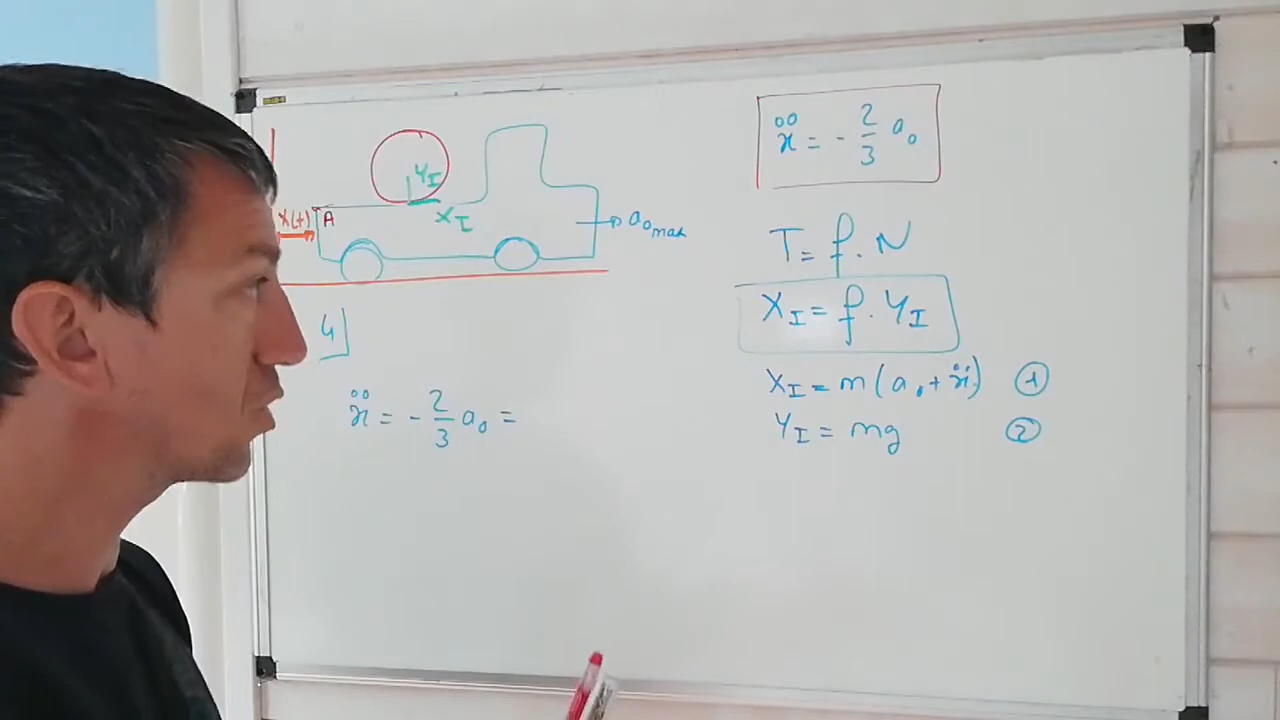 Y_I
X(t) A X_I a_0max
4
ẍ = - 2/3 a_0 =
ẍ = - 2/3 a_0
T = f . N
X_I = f . Y_I
X_I = m(a_0 + ẍ) ①
Y_I = mg ②